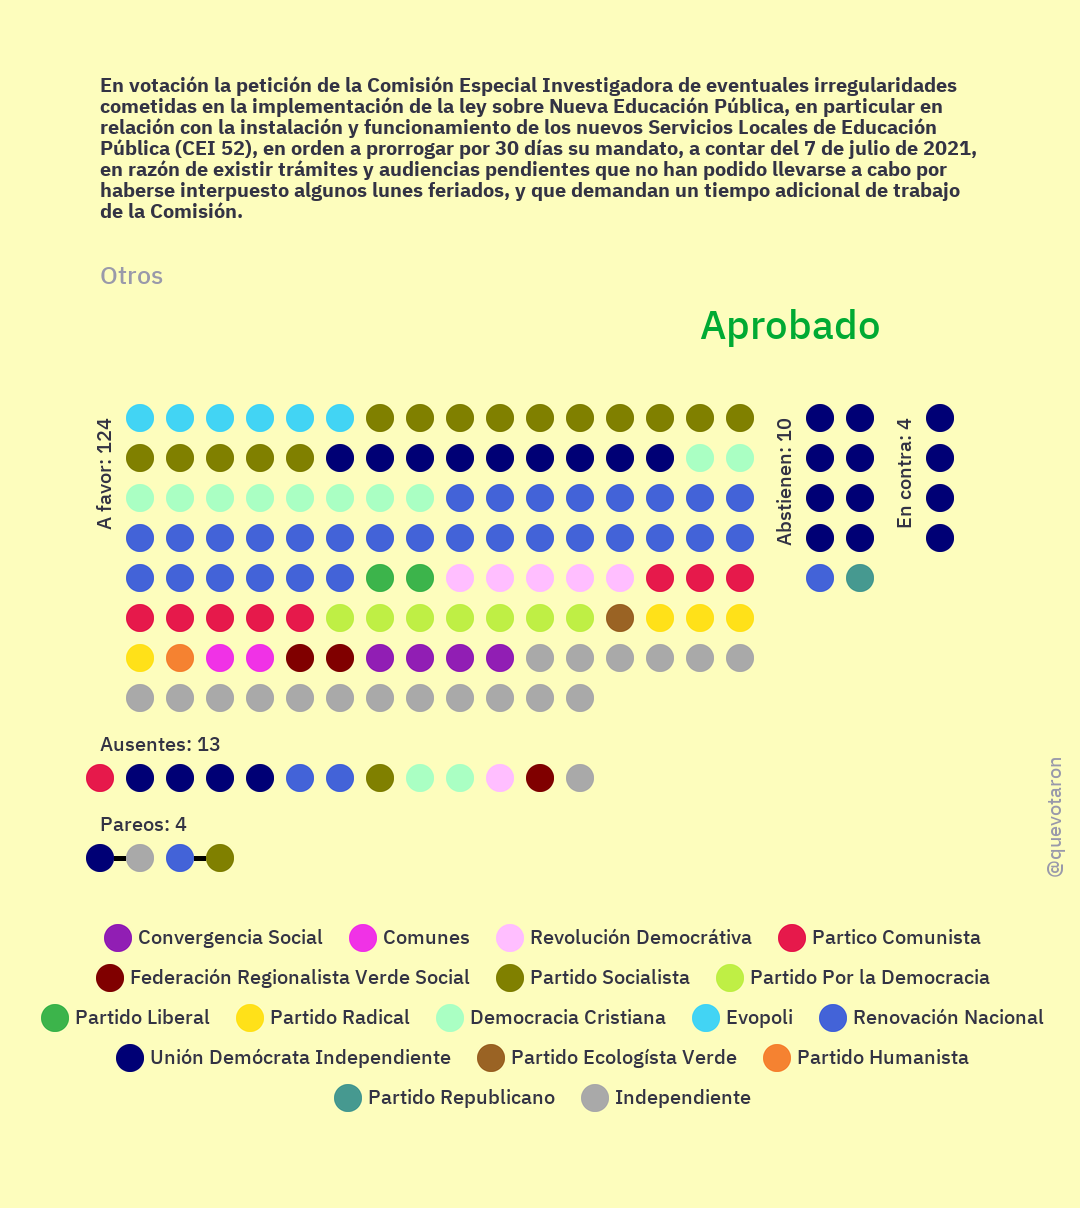 En votación la petición de la Comisión Especial Investigadora de eventuales irregularidades
cometidas en la implementación de la ley sobre Nueva Educación Pública, en particular en
relación con la instalación y funcionamiento de los nuevos Servicios Locales de Educación
Pública (CEI 52), en orden a prorrogar por 30 días su mandato, a contar del 7 de julio de 2021,
en razón de existir trámites y audiencias pendientes que no han podido llevarse a cabo por
haberse interpuesto algunos lunes feriados, y que demandan un tiempo adicional de trabajo
de la Comisión.
Otros
Aprobado
A favor: 124
Abstienen: 10
En contra: 4
Ausentes: 13
Pareos: 4
@quevotaron
Convergencia Social Comunes Revolución Democrátiva Partico Comunista
Federación Regionalista Verde Social Partido Socialista Partido Por la Democracia
Partido Liberal Partido Radical Democracia Cristiana Evopoli Renovación Nacional
Unión Demócrata Independiente Partido Ecologísta Verde Partido Humanista
Partido Republicano Independiente